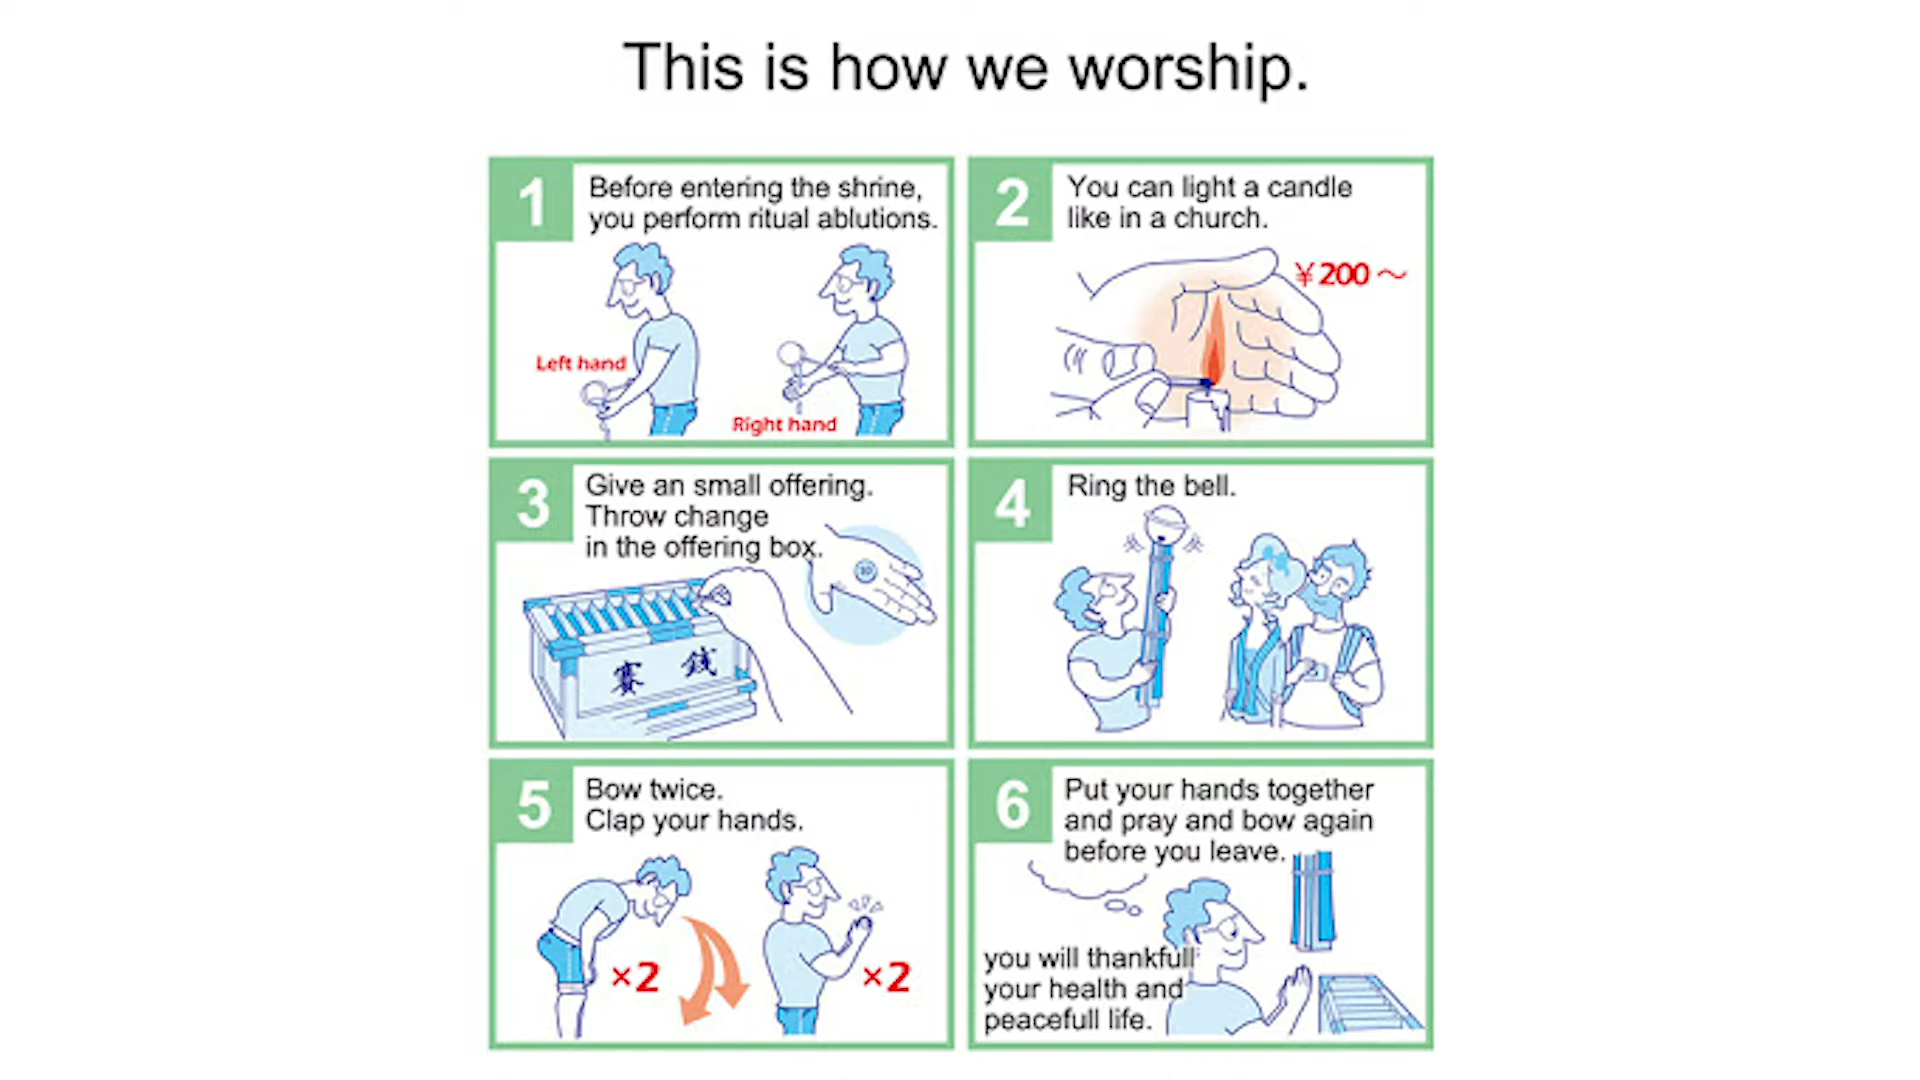 This is how we worship.
1
Before entering the shrine,
you perform ritual ablutions.
Left hand
Right hand
2
You can light a candle
like in a church.
¥200～
3
Give an small offering.
Throw change
in the offering box.
10
賽 銭
4
Ring the bell.
5
Bow twice.
Clap your hands.
×2
×2
6
Put your hands together
and pray and bow again
before you leave.
you will thankfull
your health and
peacefull life.